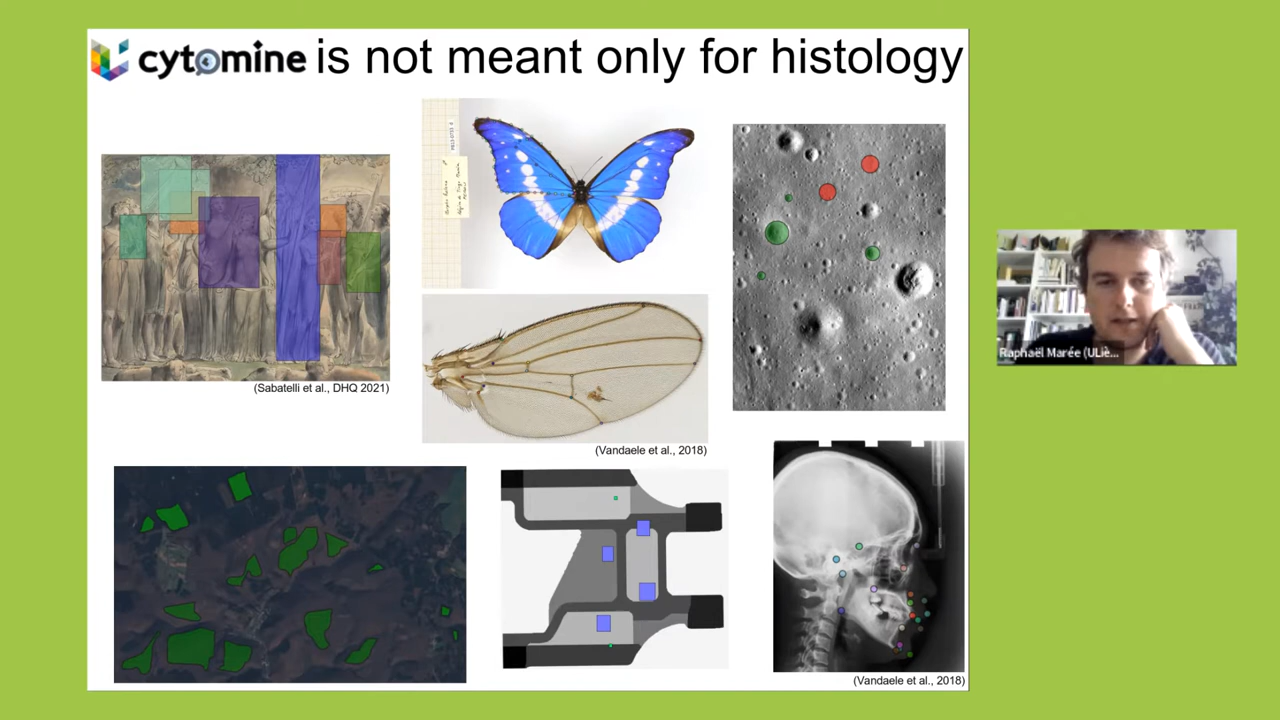 cytomine is not meant only for histology
(Sabatelli et al., DHQ 2021)
(Vandaele et al., 2018)
Raphaël Marée (ULiè...
(Vandaele et al., 2018)